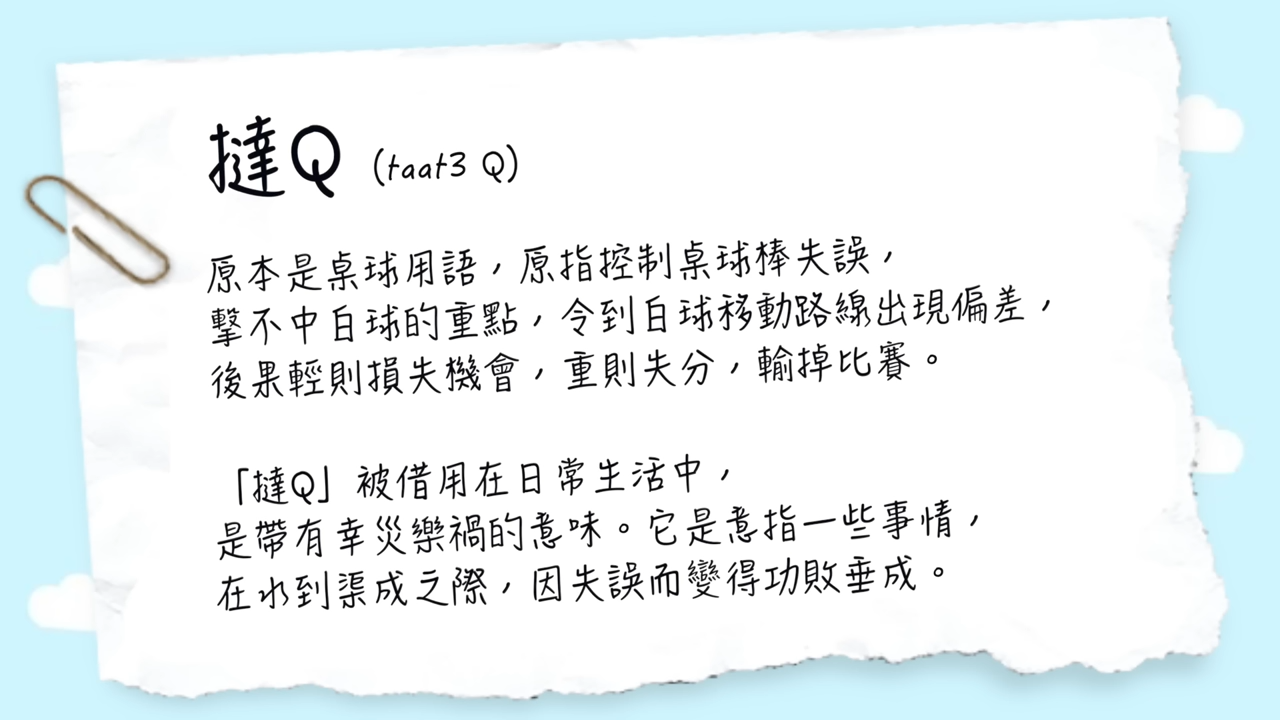 撻Q (taat3 Q)
原本是桌球用語，原指控制桌球棒失誤，
擊不中白球的重點，令到白球移動路線出現偏差，
後果輕則損失機會，重則失分，輸掉比賽。
「撻Q」被借用在日常生活中，
是帶有幸災樂禍的意味。它是意指一些事情，
在水到渠成之際，因失誤而變得功敗垂成。